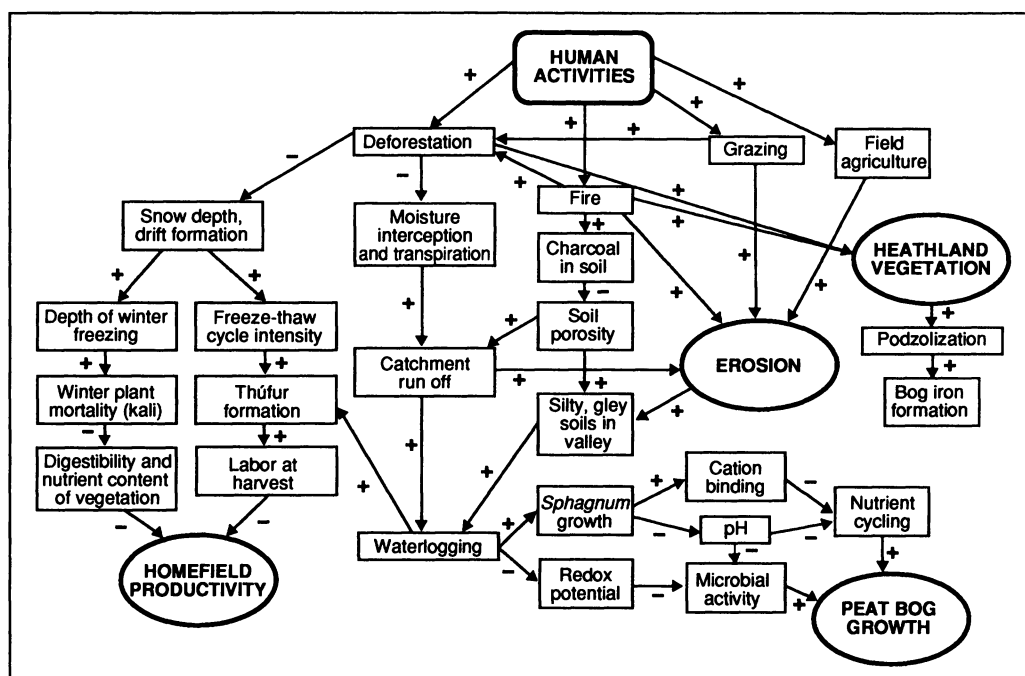 HUMAN
ACTIVITIES
+
+
+
+
Deforestation
+
Grazing
Field
agriculture
−
−
+
+
Snow depth,
drift formation
Moisture
interception
and transpiration
Fire
+
+
HEATHLAND
VEGETATION
+
+
+
Charcoal
in soil
+
+
+
−
Depth of winter
freezing
Freeze-thaw
cycle intensity
Soil
porosity
+
Podzolization
+
+
+
Catchment
run off
+
EROSION
+
Bog iron
formation
Winter plant
mortality (kali)
Thúfur
formation
+
Silty, gley
soils in
valley
+
−
+
Digestibility and
nutrient content
of vegetation
Labor at
harvest
+
+
+
−
−
Waterlogging
+
Sphagnum
growth
+
Cation
binding
−
−
pH
−
Nutrient
cycling
HOMEFIELD
PRODUCTIVITY
−
Redox
potential
−
−
Microbial
activity
+
+
PEAT BOG
GROWTH